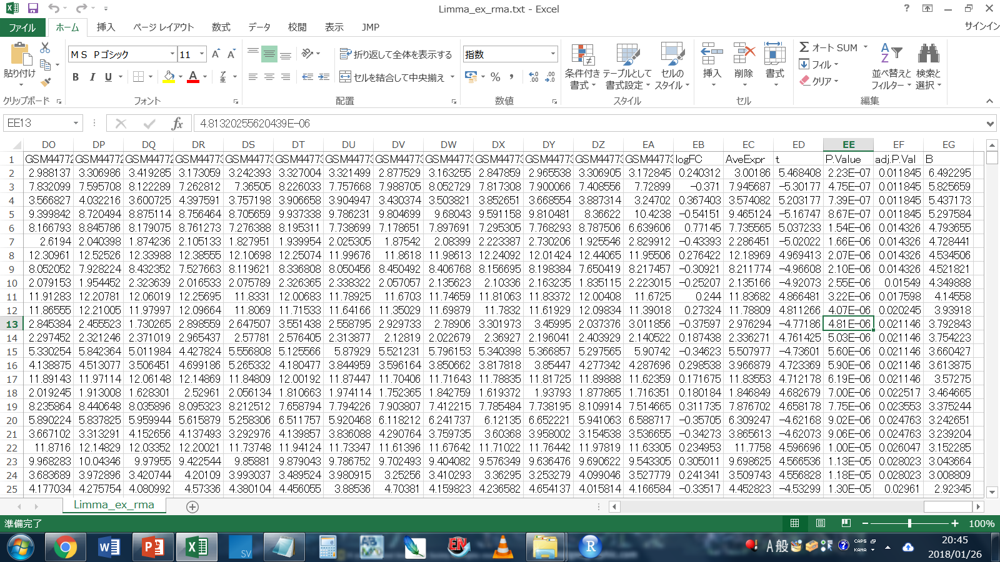 Limma_ex_rma.txt - Excel
ファイル ホーム 挿入 ページ レイアウト 数式 データ 校閲 表示 JMP サインイン
貼り付け
クリップボード
ＭＳ Ｐゴシック 11
B I U
フォント
折り返して全体を表示する
セルを結合して中央揃え
配置
指数
数値
条件付き書式 テーブルとして書式設定 セルのスタイル
スタイル
挿入 削除 書式
セル
Σ オート SUM
フィル
クリア
並べ替えとフィルター 検索と選択
編集
EE13 fx 4.81320255620439E-06
DO DP DQ DR DS DT DU DV DW DX DY DZ EA EB EC ED EE EF EG
1 GSM44772 GSM44772 GSM44772 GSM44773 GSM44773 GSM44773 GSM44773 GSM44773 GSM44773 GSM44773 GSM44773 GSM44773 GSM44773 logFC AveExpr t P.Value adj.P.Val B
2 2.988137 3.306986 3.419285 3.173059 3.242393 3.327004 3.321499 2.877529 3.163255 2.847859 2.965538 3.306905 3.172845 0.240312 3.00186 5.468408 2.23E-07 0.011845 6.492295
3 7.832099 7.595708 8.122289 7.262812 7.36505 8.226033 7.757668 7.988705 8.052729 7.817308 7.900066 7.408556 7.72899 -0.371 7.945687 -5.30177 4.75E-07 0.011845 5.825659
4 3.566827 4.032216 3.600725 4.397591 3.757198 3.906658 3.904947 3.430374 3.503821 3.852651 3.668554 3.887314 3.24702 0.367403 3.574082 5.203177 7.39E-07 0.011845 5.437173
5 9.399842 8.720494 8.875114 8.756464 8.705659 9.937338 9.786231 9.804699 9.68043 9.591158 9.810481 8.36622 10.4238 -0.54151 9.465124 -5.16747 8.67E-07 0.011845 5.297584
6 8.166793 8.845786 8.179075 8.761273 7.276388 8.195311 7.738699 7.178651 7.897691 7.295305 7.768293 8.787506 6.639606 0.77145 7.735565 5.037233 1.54E-06 0.014326 4.793655
7 2.6194 2.040398 1.874236 2.105133 1.827951 1.939954 2.025305 1.87542 2.08399 2.223387 2.730206 1.925546 2.829912 -0.43393 2.286451 -5.02022 1.66E-06 0.014326 4.728441
8 12.30961 12.52526 12.33988 12.38555 12.10698 12.25074 11.99676 11.8618 11.98613 12.24092 12.01424 12.44065 11.95506 0.276422 12.18969 4.969413 2.07E-06 0.014326 4.534506
9 8.052052 7.928224 8.432352 7.527663 8.119621 8.336808 8.050456 8.450492 8.406768 8.156695 8.198384 7.650419 8.217457 -0.30921 8.211774 -4.96608 2.10E-06 0.014326 4.521821
10 2.079153 1.954452 2.323639 2.016533 2.075789 2.326365 2.338322 2.057057 2.135623 2.10336 2.163235 1.835115 2.223015 -0.25207 2.135166 -4.92073 2.55E-06 0.01549 4.349888
11 11.91283 12.20781 12.06019 12.25695 11.8331 12.00683 11.78925 11.6703 11.74659 11.81063 11.83372 12.00408 11.6725 0.244 11.83682 4.866481 3.22E-06 0.017598 4.14558
12 11.86555 12.21005 11.97997 12.09664 11.8069 11.71533 11.64166 11.35029 11.69879 11.7832 11.61929 12.09834 11.39018 0.27324 11.78809 4.811266 4.07E-06 0.020245 3.93918
13 2.845384 2.455523 1.730265 2.898559 2.647507 3.551438 2.558795 2.929733 2.78906 3.301973 3.45995 2.037376 3.011856 -0.37597 2.976294 -4.77186 4.81E-06 0.021146 3.792843
14 2.297452 2.321246 2.371019 2.965437 2.57781 2.576405 2.313877 2.12819 2.022679 2.36927 2.196041 2.403929 2.140522 0.187438 2.336271 4.761425 5.03E-06 0.021146 3.754223
15 5.330254 5.842364 5.011984 4.427824 5.556808 5.125566 5.87929 5.521231 5.796153 5.340398 5.366857 5.297565 5.90742 -0.34623 5.507977 -4.73601 5.60E-06 0.021146 3.660427
16 4.138875 4.513077 3.506451 4.699186 5.265332 4.180477 3.844959 3.596164 3.850662 3.817818 3.85447 4.277342 4.287696 0.298538 3.966879 4.723369 5.90E-06 0.021146 3.613875
17 11.89143 11.97114 12.06148 12.14869 11.84809 12.00192 11.87447 11.70406 11.71643 11.78835 11.81725 11.89888 11.62359 0.171675 11.83553 4.712178 6.19E-06 0.021146 3.57275
18 2.019245 1.913008 1.628301 2.52961 2.056134 1.810663 1.974114 1.752365 1.842759 1.619372 1.93793 1.877865 1.716351 0.180184 1.846849 4.682679 7.00E-06 0.022517 3.464665
19 8.235864 8.440648 8.035896 8.095323 8.212512 7.658794 7.794226 7.903807 7.412215 7.785484 7.738195 8.109914 7.514665 0.311735 7.876702 4.658178 7.75E-06 0.023553 3.375244
20 5.890224 5.837825 5.959944 5.615879 5.258306 6.511757 5.920468 6.118212 6.241737 6.12135 6.652221 5.941063 6.588717 -0.35705 6.309247 -4.62168 9.02E-06 0.024763 3.242651
21 3.667102 3.313291 4.152656 4.137493 3.292976 4.139857 3.836088 4.290764 3.759735 3.60368 3.958002 3.154538 3.536655 -0.34273 3.865613 -4.62073 9.06E-06 0.024763 3.239204
22 11.8716 12.14829 12.03352 12.20021 11.73748 11.94124 11.73347 11.61396 11.67642 11.71022 11.76442 11.97819 11.63305 0.234953 11.7758 4.596696 1.00E-05 0.026047 3.152285
23 9.968283 10.04346 9.97955 9.422544 9.85881 9.879043 9.786752 9.702493 9.404082 9.576349 9.636476 9.690622 9.543305 0.305011 9.698625 4.566536 1.13E-05 0.028023 3.043664
24 3.683689 3.972896 3.420744 4.20109 3.993037 3.489524 3.980915 3.25256 3.410293 3.36295 3.253279 4.099046 3.527779 0.241341 3.509743 4.556828 1.18E-05 0.028023 3.008809
25 4.177034 4.275754 4.080992 4.57336 4.380104 4.456055 3.88536 4.70381 4.159823 4.236582 4.654137 4.015814 4.166584 -0.33517 4.452823 -4.53299 1.30E-05 0.02961 2.92345
Limma_ex_rma
準備完了 100%
SV EN R A 般 CAPS KANA 20:45
2018/01/26